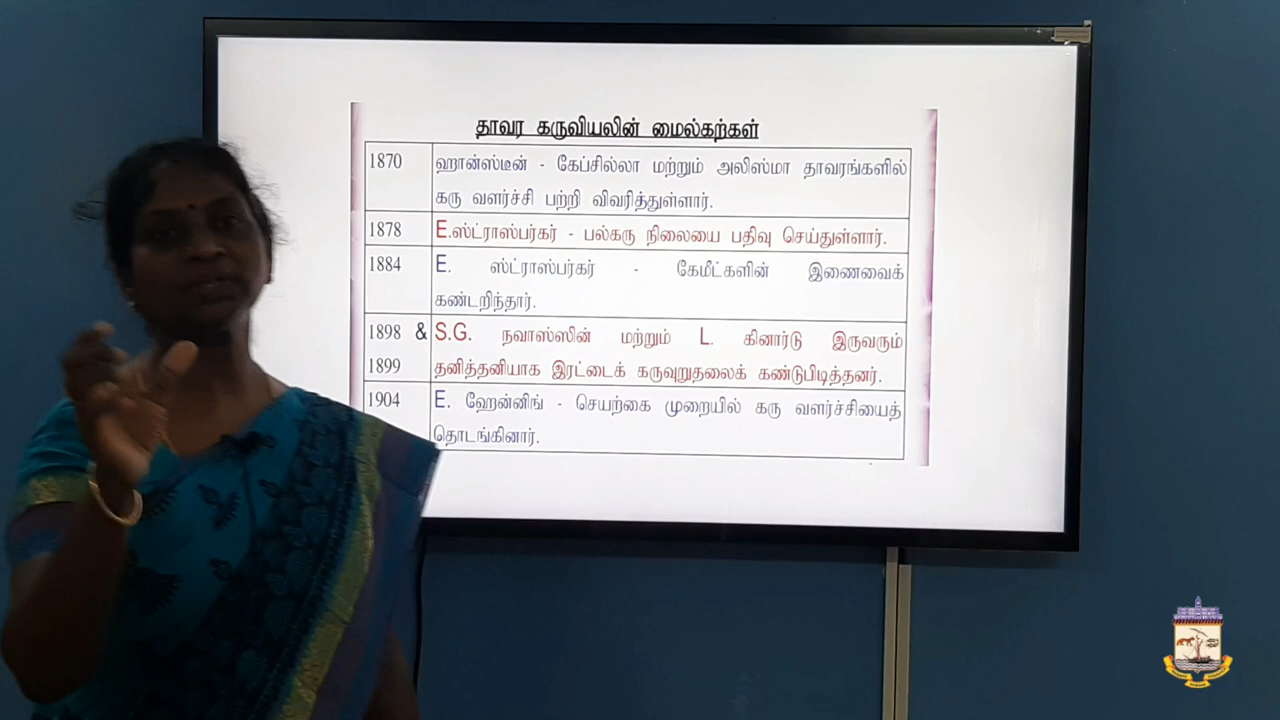 தாவர கருவியலின் மைல்கற்கள்
1870 ஹான்ஸ்டீன் - கேப்சில்லா மற்றும் அலிஸ்மா தாவரங்களில்
கரு வளர்ச்சி பற்றி விவரித்துள்ளார்.
1878 E.ஸ்ட்ராஸ்பர்கர் - பல்கரு நிலையை பதிவு செய்துள்ளார்.
1884 E. ஸ்ட்ராஸ்பர்கர் - கேமீட்களின் இணைவைக்
கண்டறிந்தார்.
1898 & S.G. நவாஸ்ஸின் மற்றும் L. கினார்டு இருவரும்
1899 தனித்தனியாக இரட்டைக் கருவுறுதலைக் கண்டுபிடித்தனர்.
1904 E. ஹேன்னிங் - செயற்கை முறையில் கரு வளர்ச்சியைத்
தொடங்கினார்.